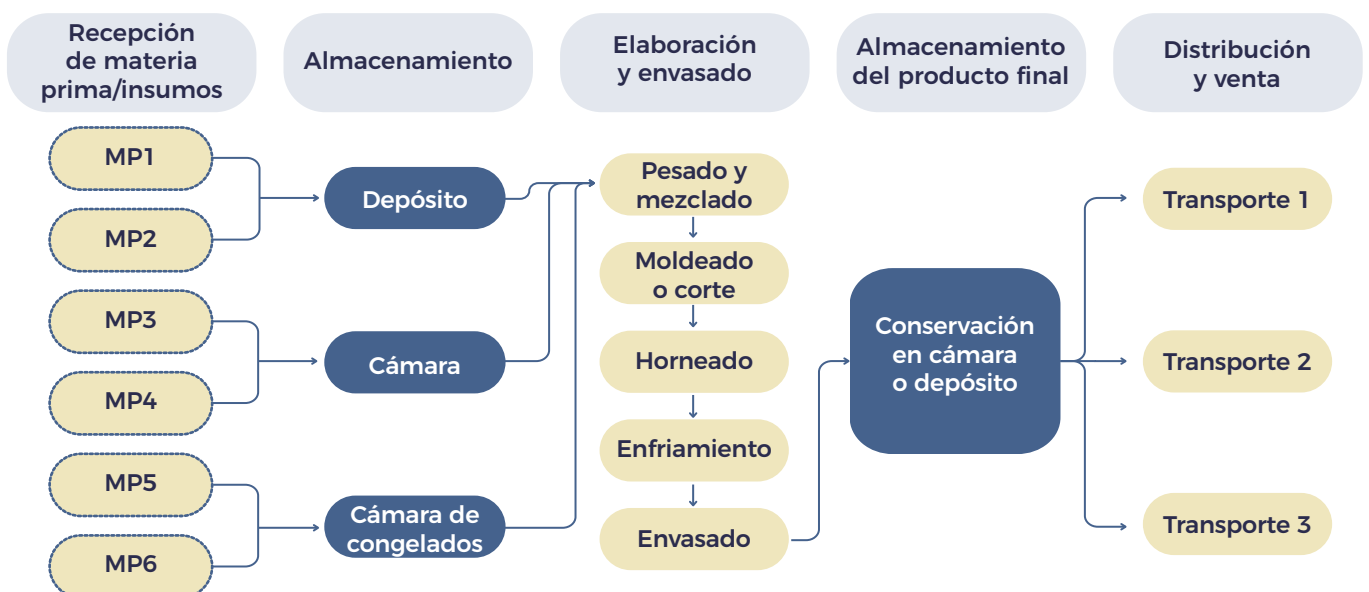 Recepción
de materia
prima/insumos
Almacenamiento
Elaboración
y envasado
Almacenamiento
del producto final
Distribución
y venta
MP1
MP2
MP3
MP4
MP5
MP6
Depósito
Cámara
Cámara de
congelados
Pesado y
mezclado
Moldeado
o corte
Horneado
Enfriamiento
Envasado
Conservación
en cámara
o depósito
Transporte 1
Transporte 2
Transporte 3